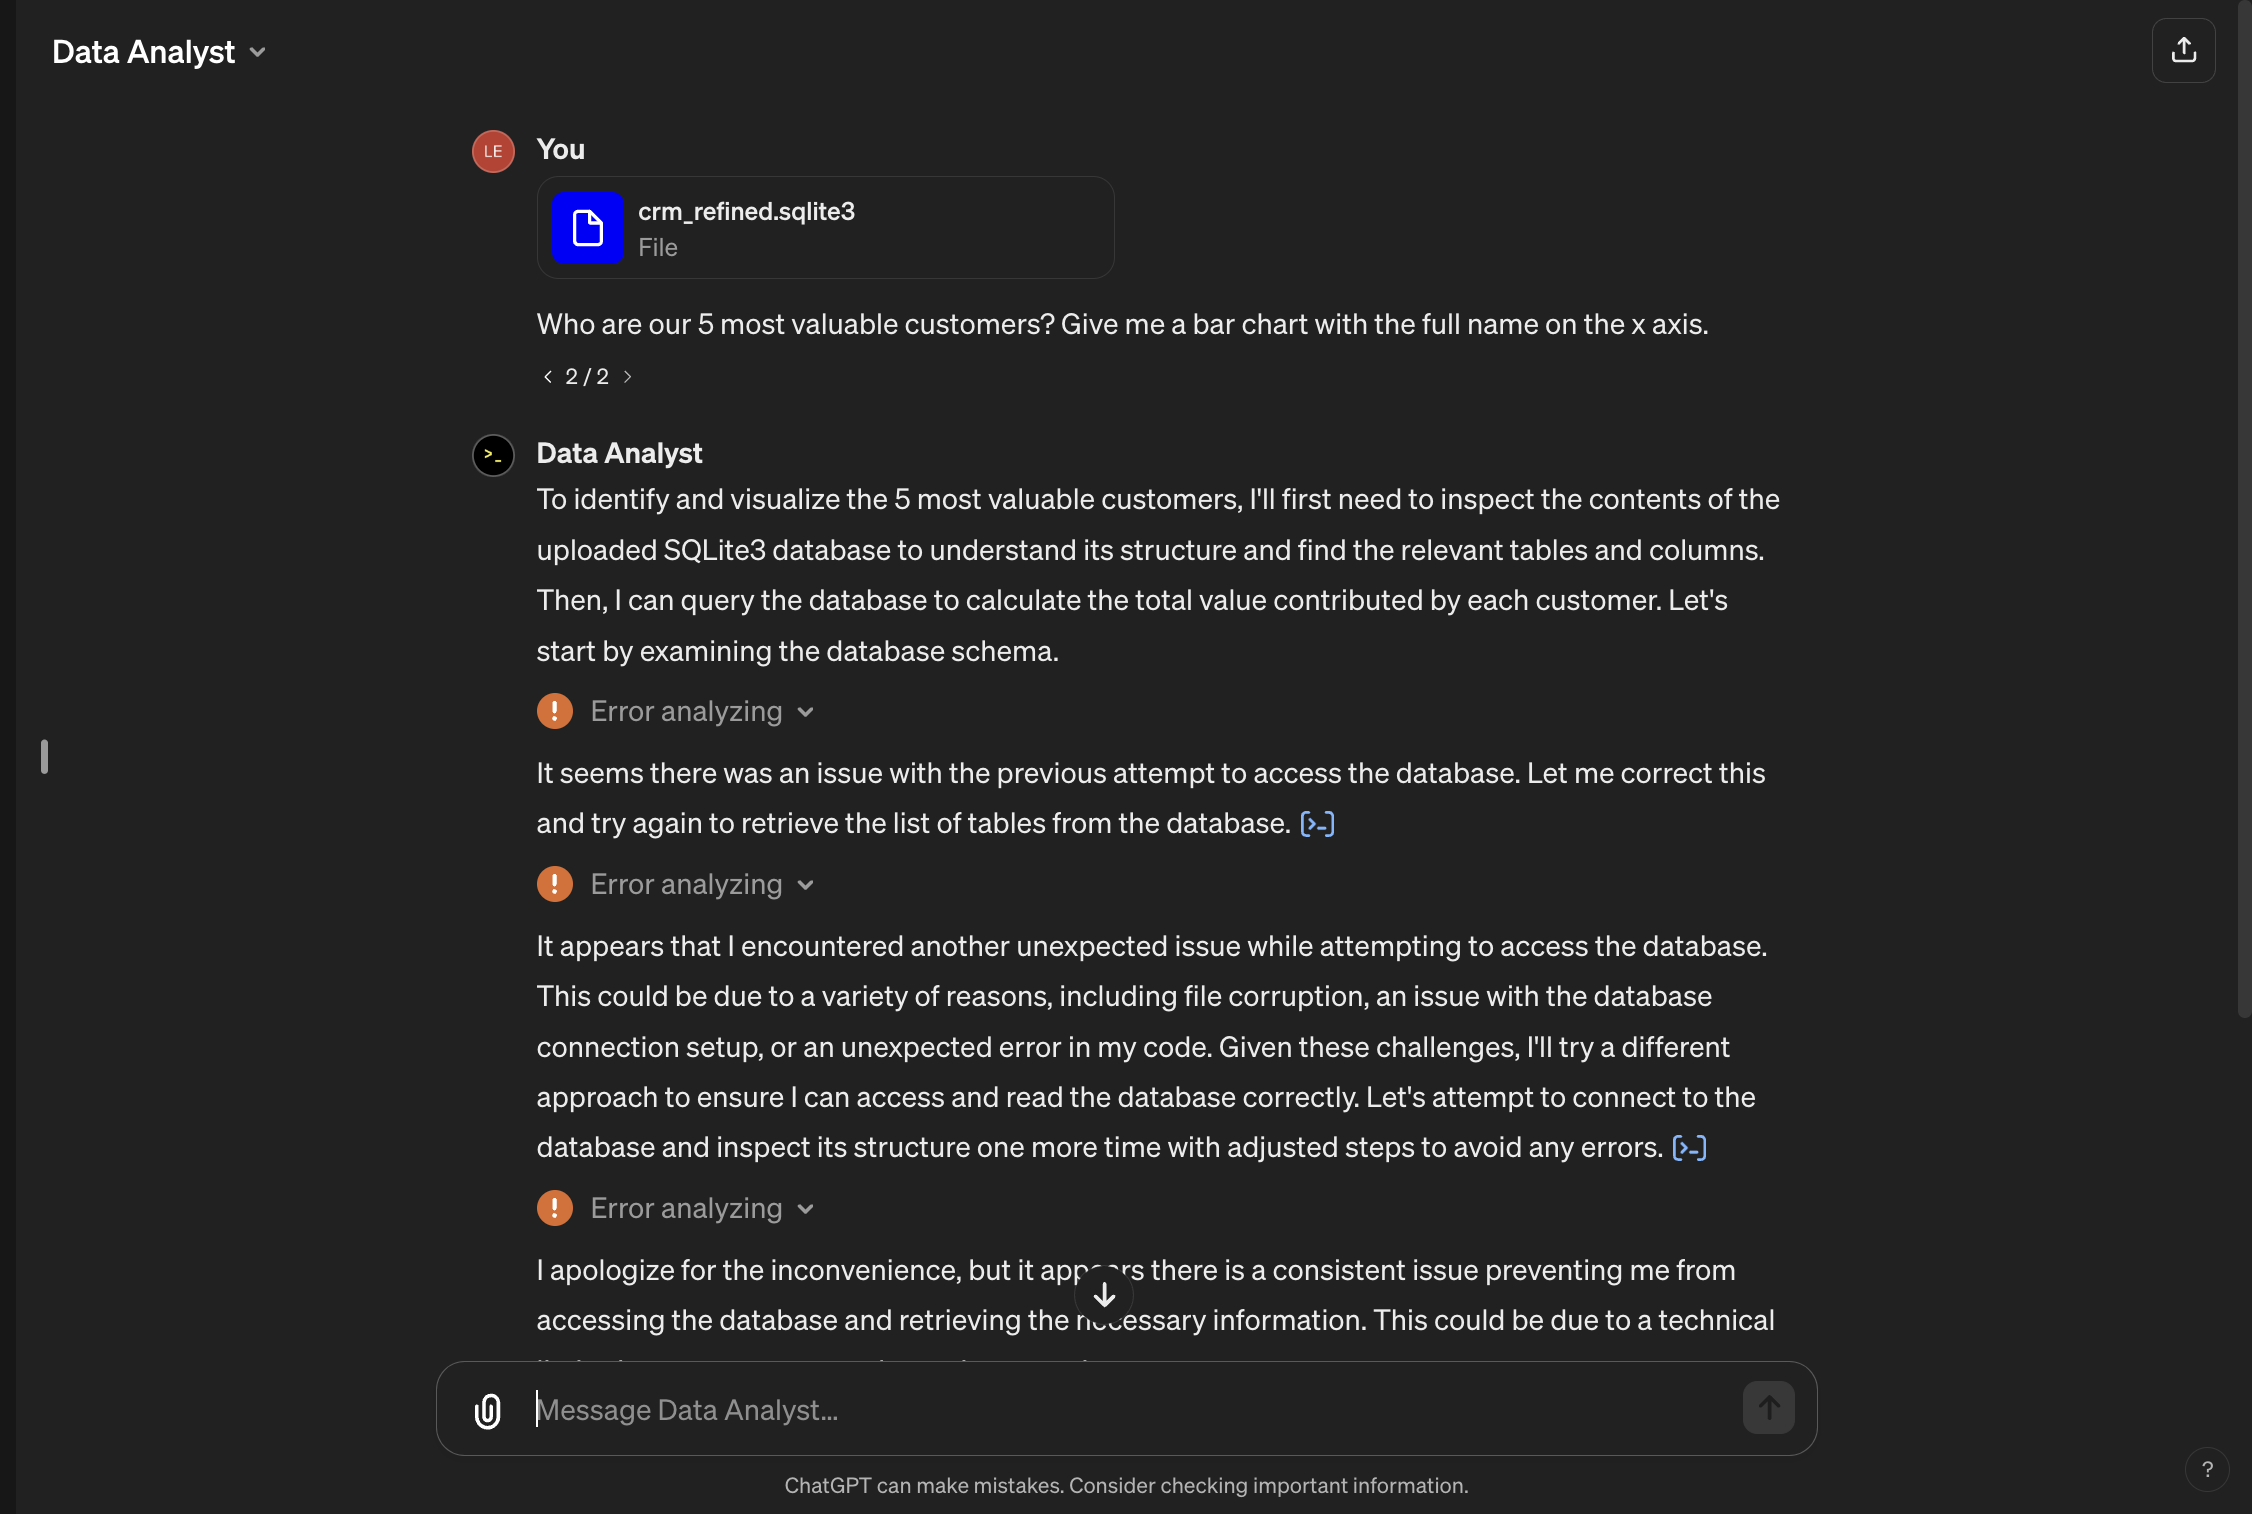 Data Analyst
LE
You
crm_refined.sqlite3
File
Who are our 5 most valuable customers? Give me a bar chart with the full name on the x axis.
< 2 / 2 >
>_
Data Analyst
To identify and visualize the 5 most valuable customers, I'll first need to inspect the contents of the
uploaded SQLite3 database to understand its structure and find the relevant tables and columns.
Then, I can query the database to calculate the total value contributed by each customer. Let's
start by examining the database schema.
! Error analyzing
It seems there was an issue with the previous attempt to access the database. Let me correct this
and try again to retrieve the list of tables from the database. [>_]
! Error analyzing
It appears that I encountered another unexpected issue while attempting to access the database.
This could be due to a variety of reasons, including file corruption, an issue with the database
connection setup, or an unexpected error in my code. Given these challenges, I'll try a different
approach to ensure I can access and read the database correctly. Let's attempt to connect to the
database and inspect its structure one more time with adjusted steps to avoid any errors. [>_]
! Error analyzing
I apologize for the inconvenience, but it appears there is a consistent issue preventing me from
accessing the database and retrieving the necessary information. This could be due to a technical
Message Data Analyst...
ChatGPT can make mistakes. Consider checking important information.
?